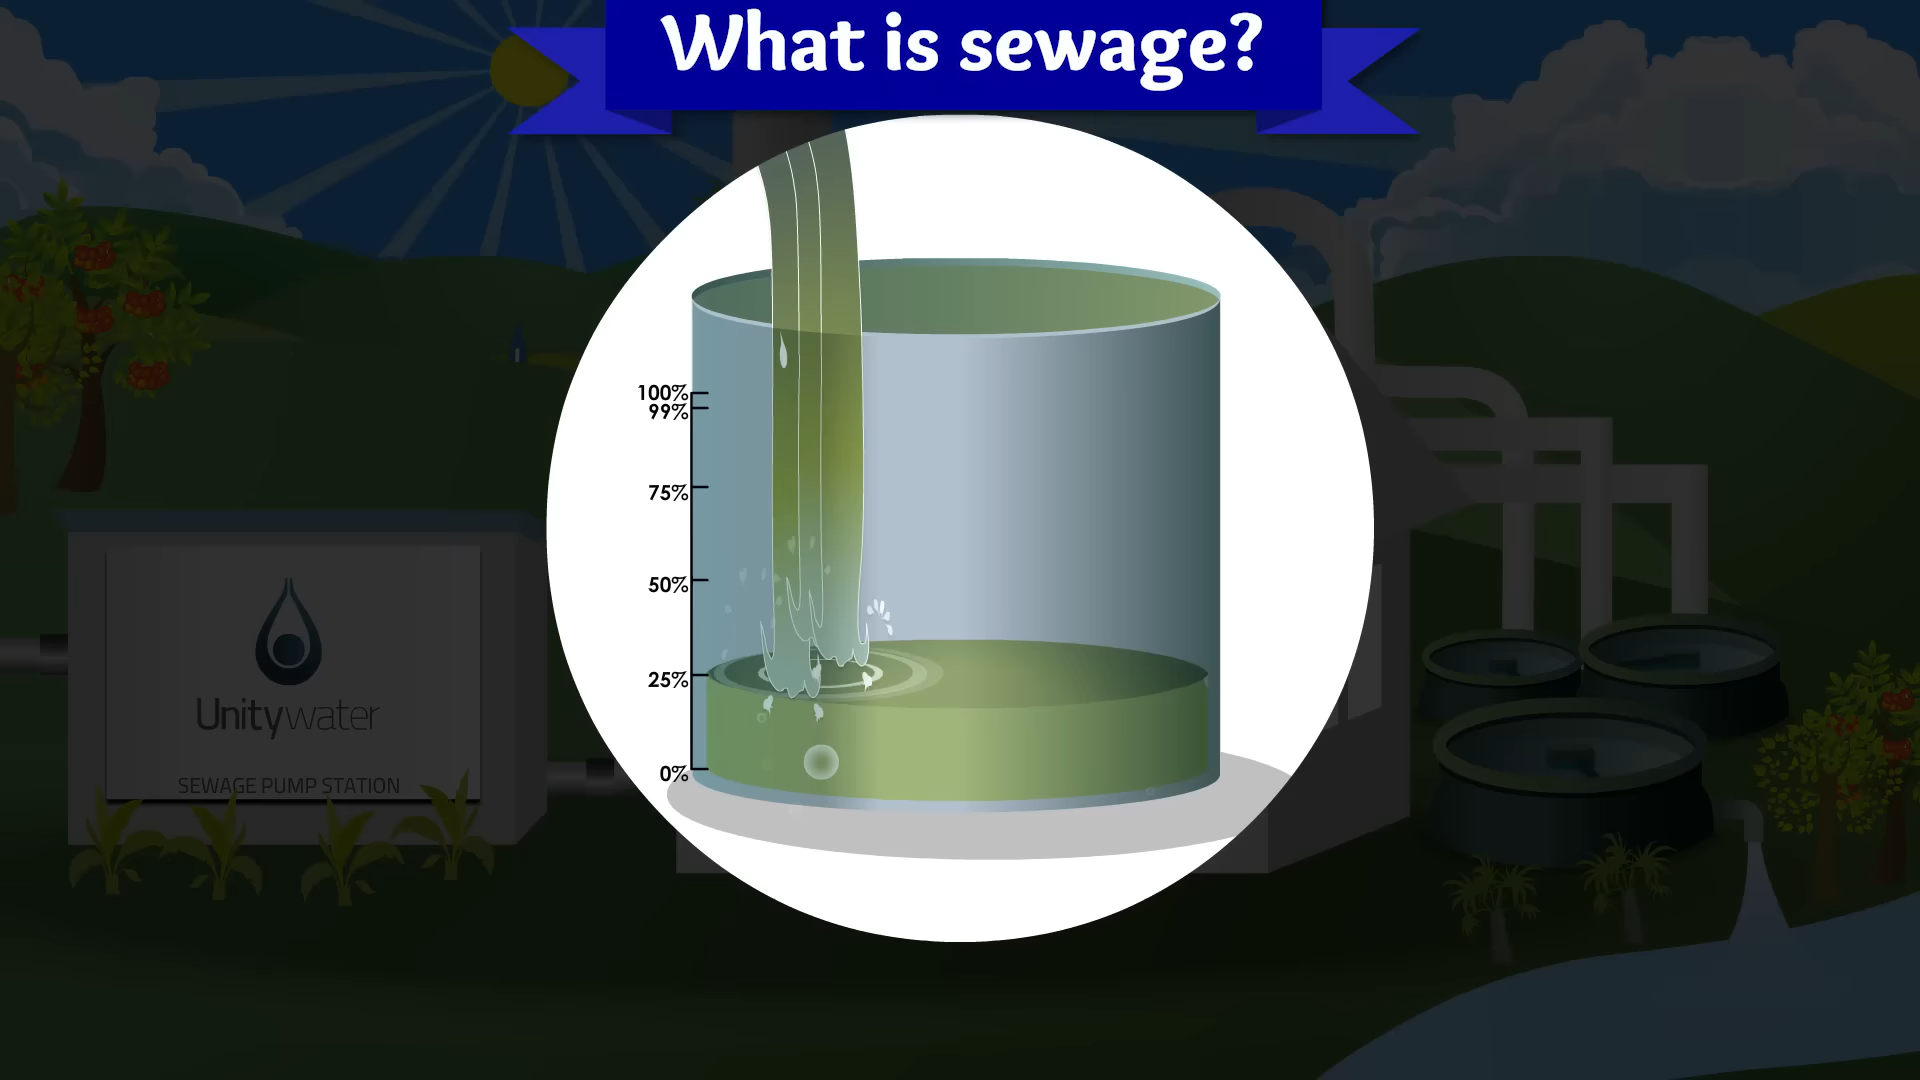 What is sewage?
100%
99%
75%
50%
25%
0%
Unitywater
SEWAGE PUMP STATION